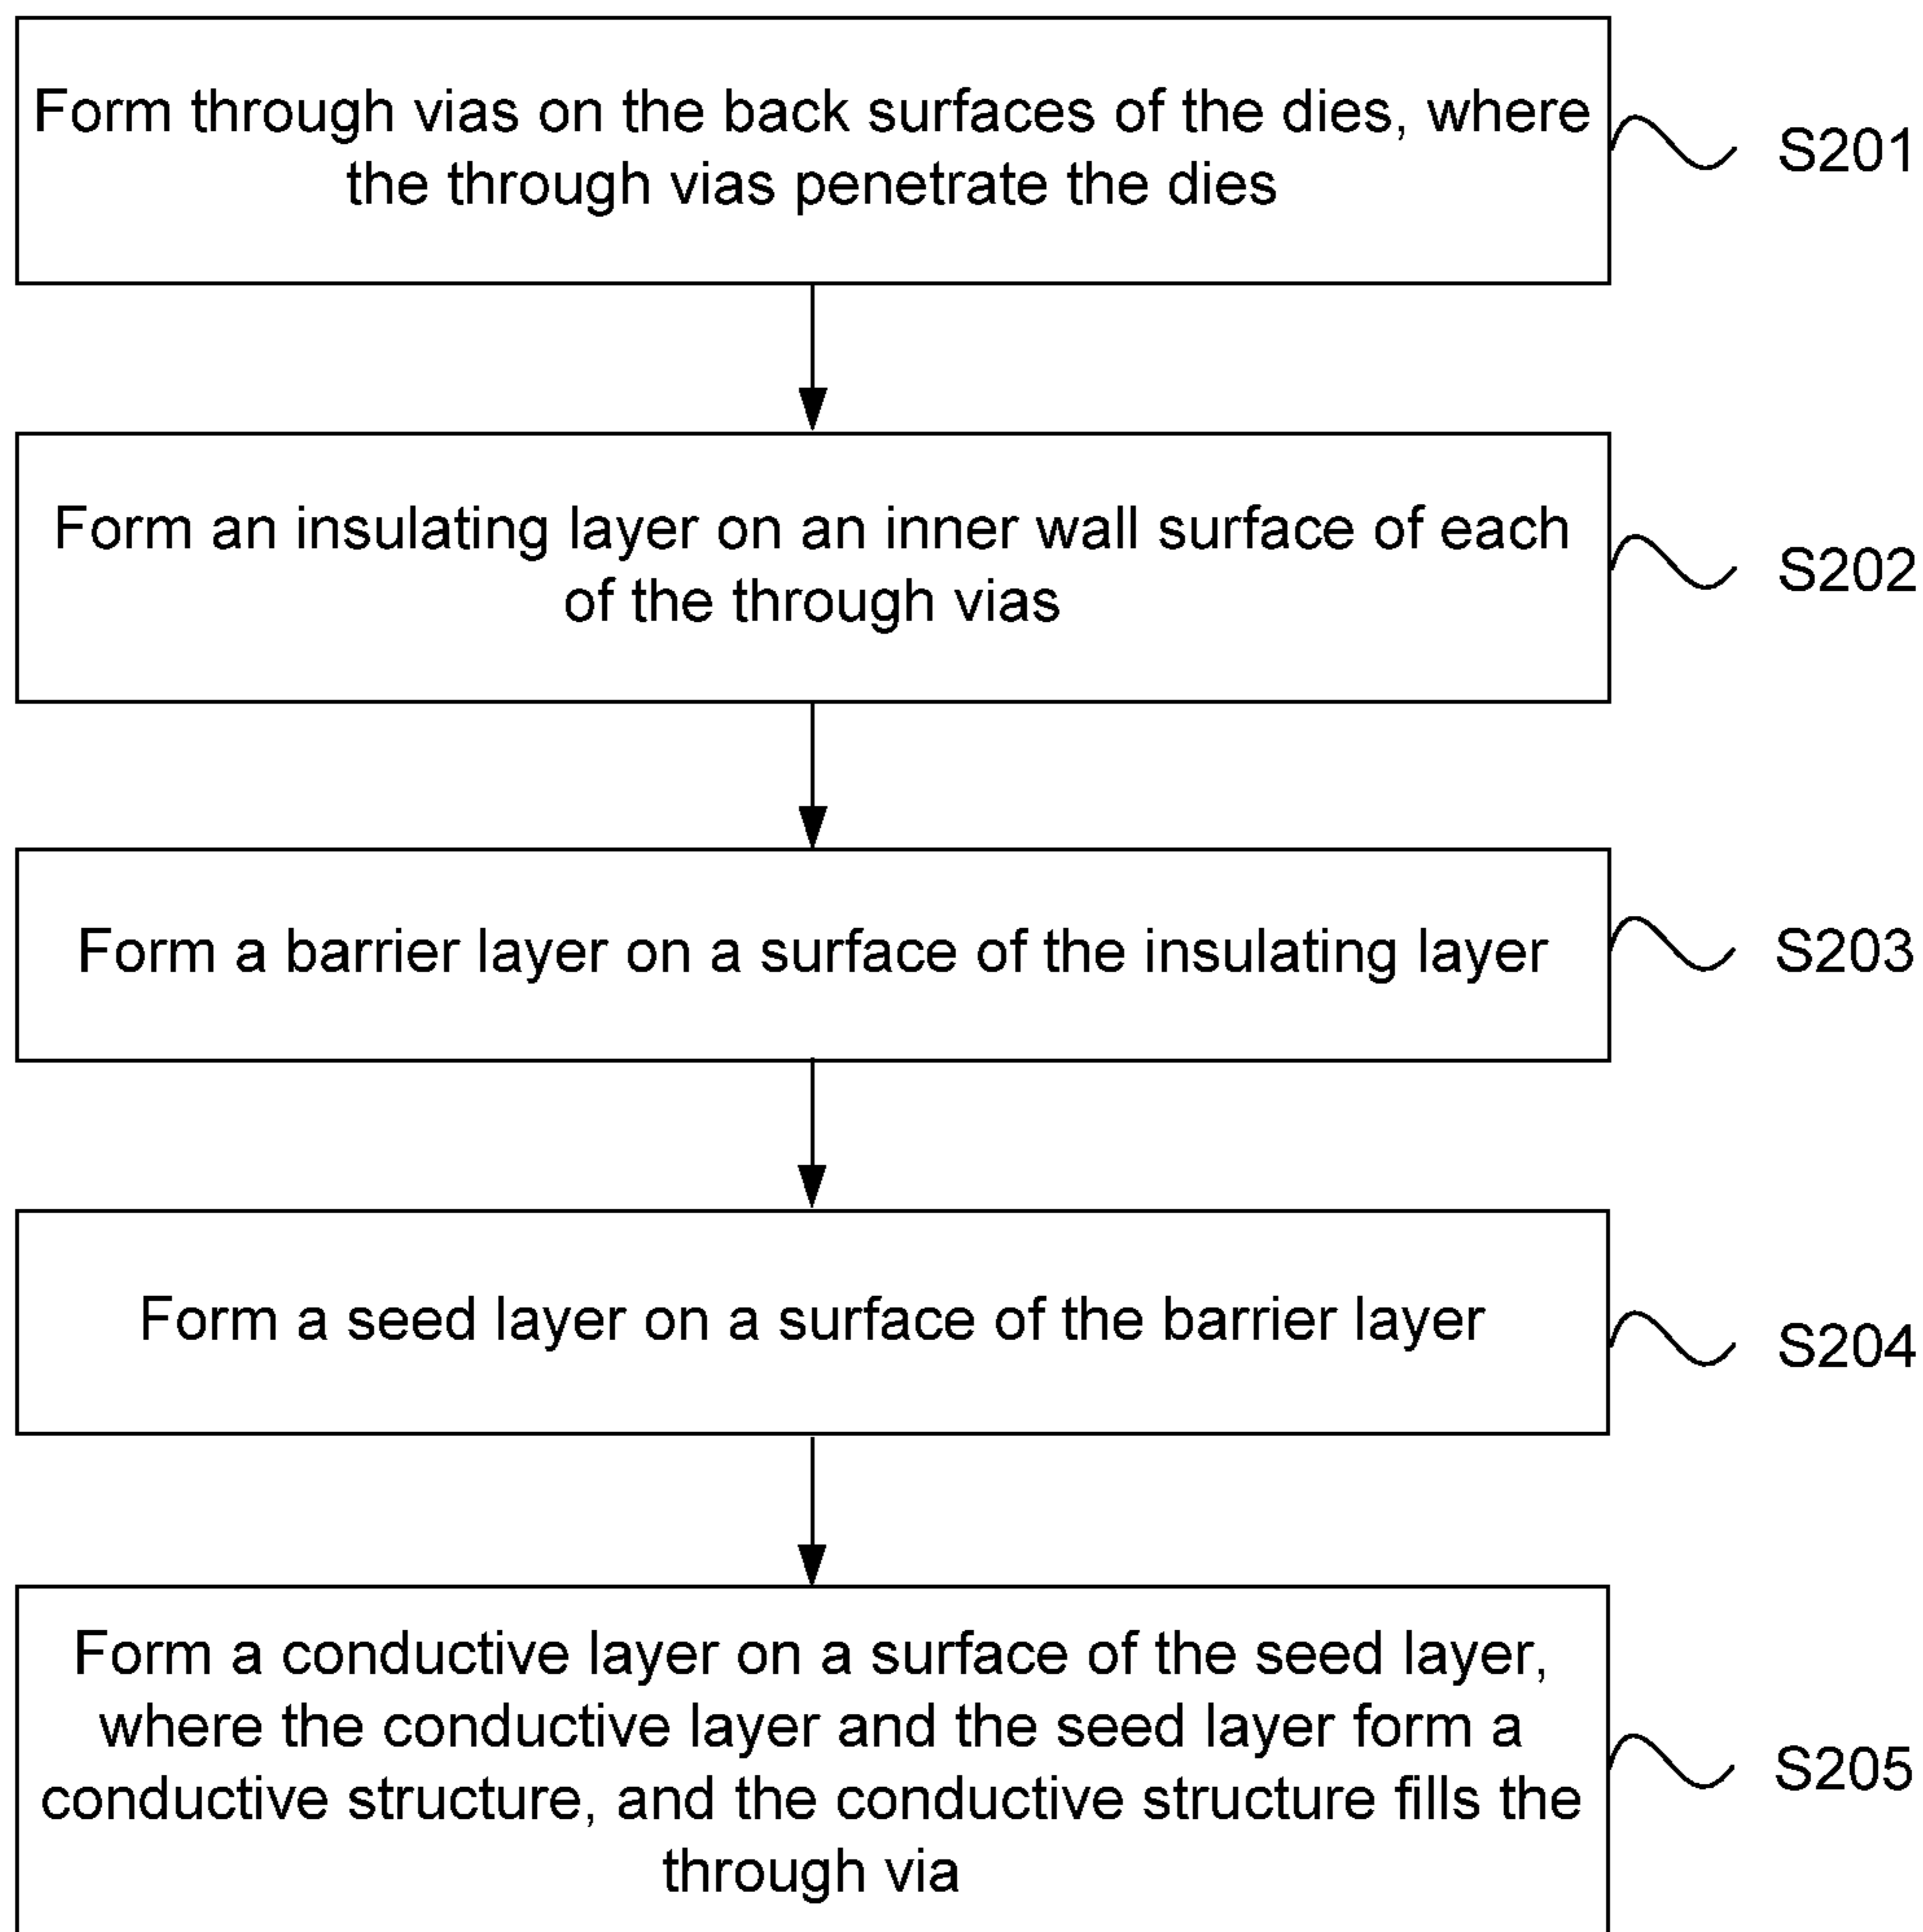 Form through vias on the back surfaces of the dies, where
the through vias penetrate the dies
S201
Form an insulating layer on an inner wall surface of each
of the through vias
S202
Form a barrier layer on a surface of the insulating layer
S203
Form a seed layer on a surface of the barrier layer
S204
Form a conductive layer on a surface of the seed layer,
where the conductive layer and the seed layer form a
conductive structure, and the conductive structure fills the
through via
S205